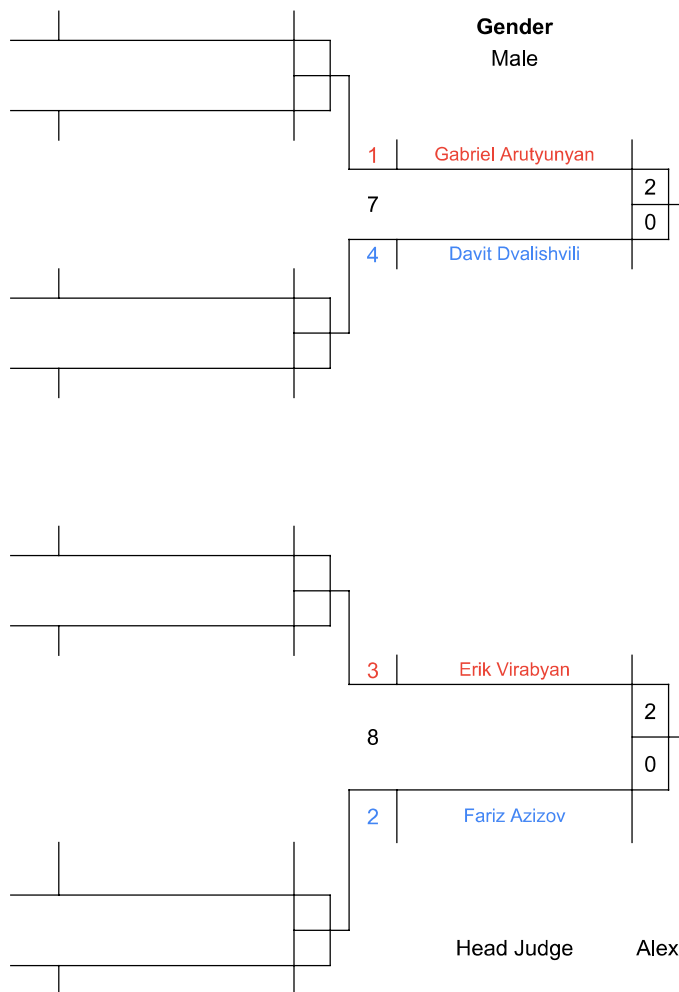 Gender
Male
1 Gabriel Arutyunyan
2
7
0
4 Davit Dvalishvili
3 Erik Virabyan
2
8
0
2 Fariz Azizov
Head Judge Alex